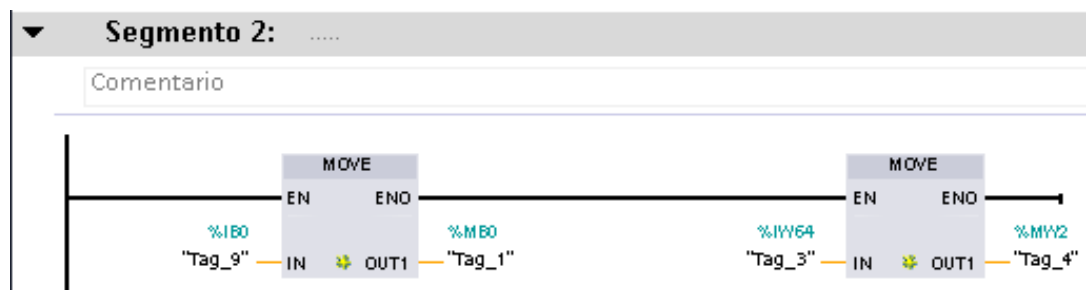 Segmento 2: .....
Comentario
MOVE MOVE
EN ENO EN ENO
%IB0 %MB0 %IW64 %MW2
"Tag_9" IN OUT1 "Tag_1" "Tag_3" IN OUT1 "Tag_4"